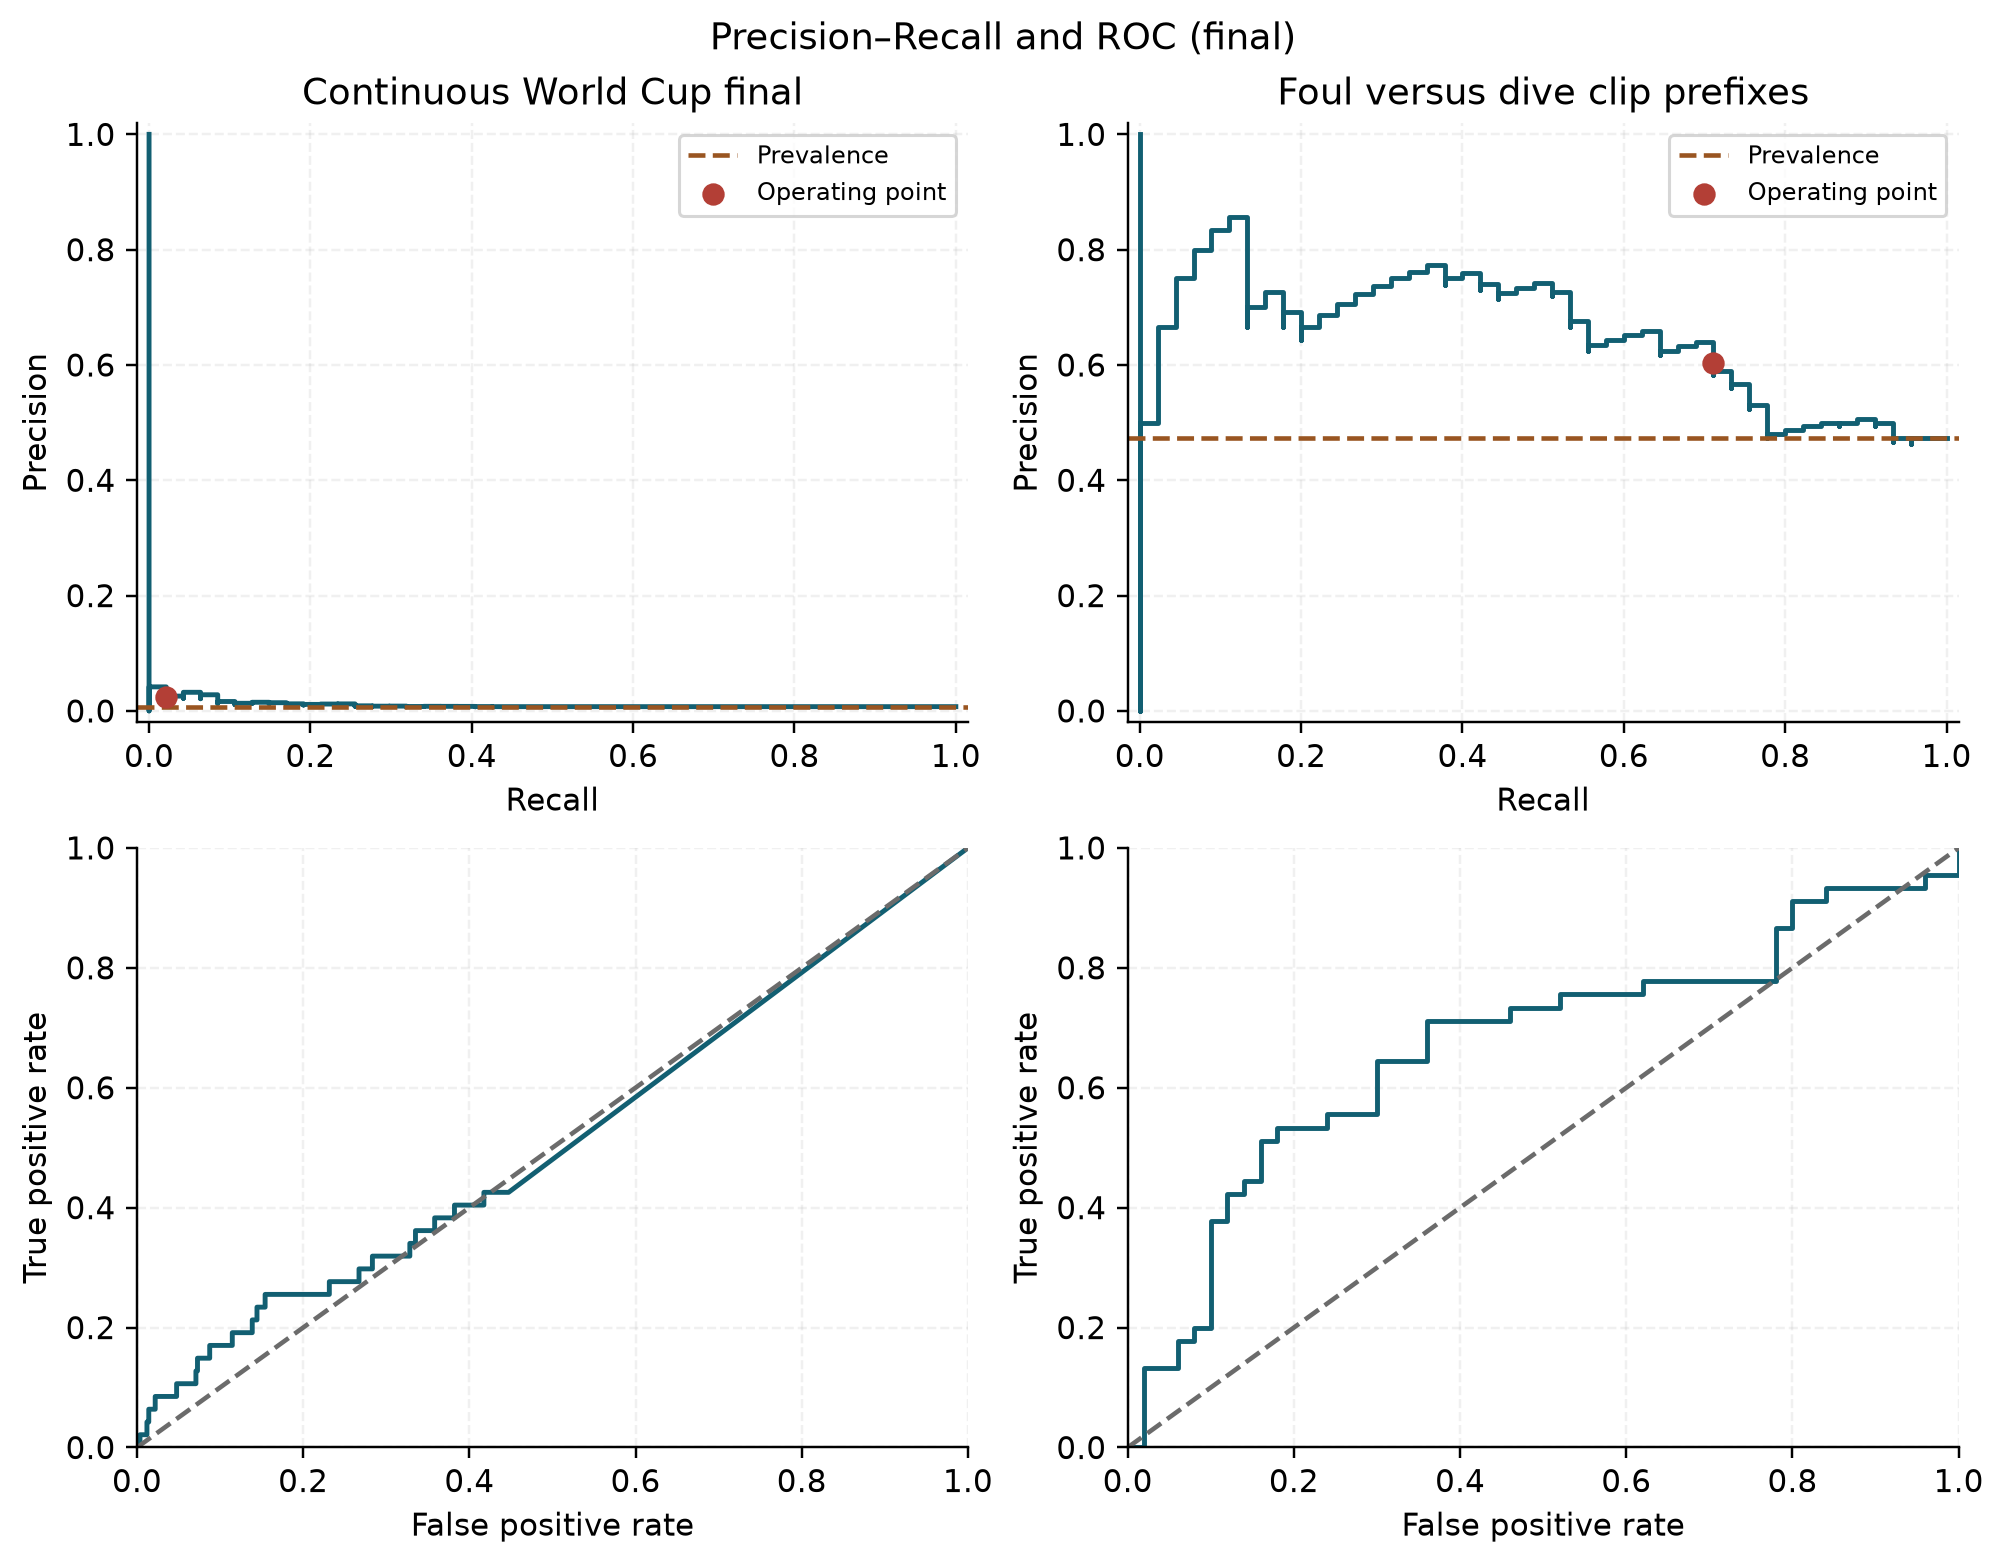 Precision–Recall and ROC (final)
Continuous World Cup final
1.0
0.8
0.6
0.4
0.2
0.0
Precision
0.0 0.2 0.4 0.6 0.8 1.0
Recall
Prevalence
Operating point
Foul versus dive clip prefixes
1.0
0.8
0.6
0.4
0.2
0.0
Precision
0.0 0.2 0.4 0.6 0.8 1.0
Recall
Prevalence
Operating point
1.0
0.8
0.6
0.4
0.2
0.0
True positive rate
0.0 0.2 0.4 0.6 0.8 1.0
False positive rate
1.0
0.8
0.6
0.4
0.2
0.0
True positive rate
0.0 0.2 0.4 0.6 0.8 1.0
False positive rate